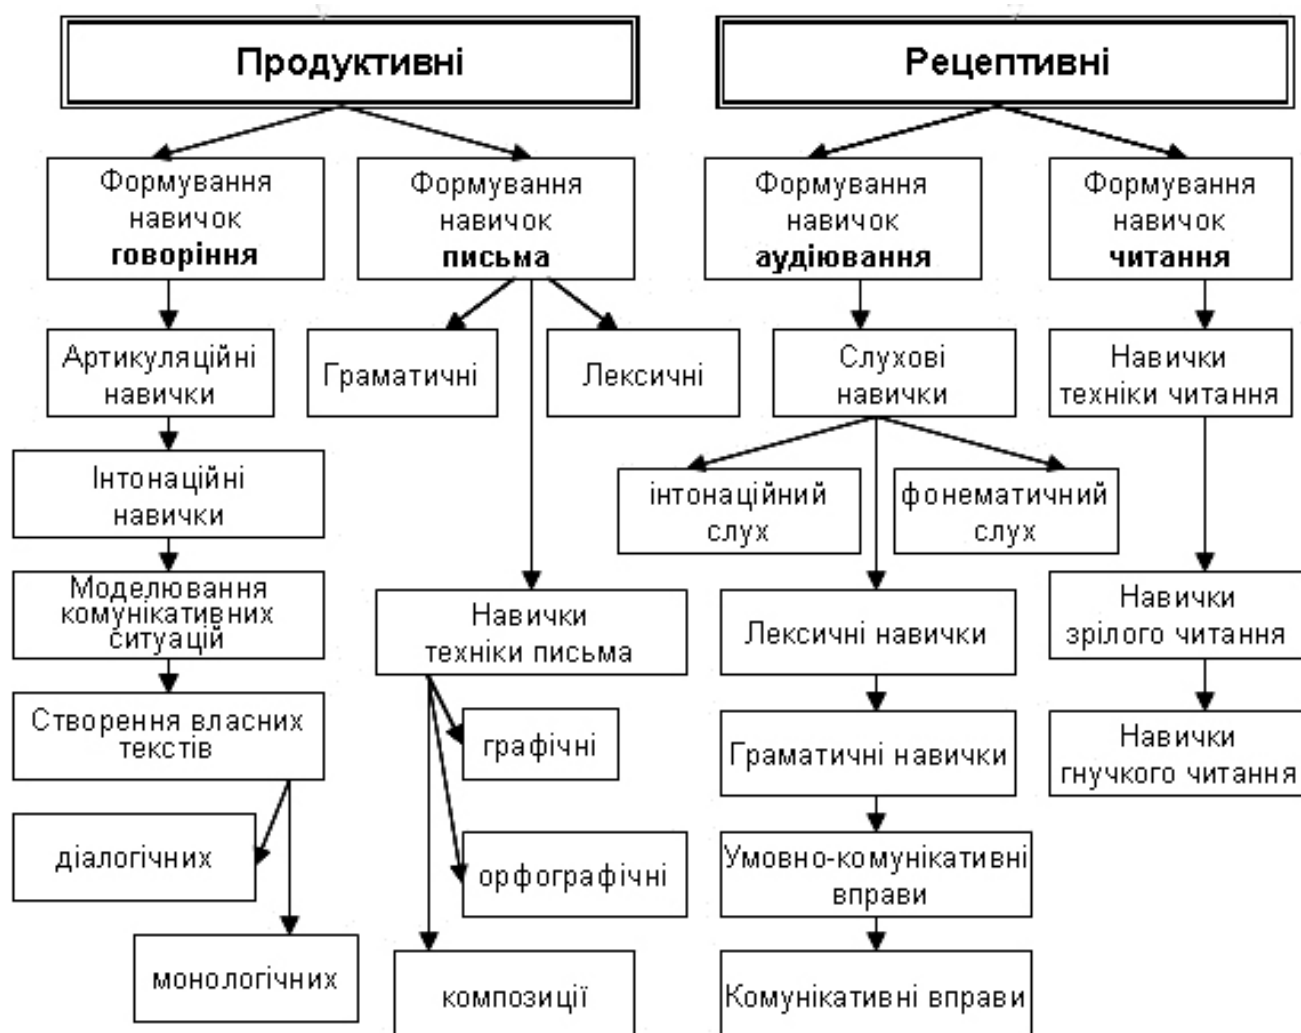 Продуктивні
Рецептивні
Формування
навичок
говоріння
Формування
навичок
письма
Формування
навичок
аудіювання
Формування
навичок
читання
Артикуляційні
навички
Граматичні
Лексичні
Слухові
навички
Навички
техніки читання
Інтонаційні
навички
інтонаційний
слух
фонематичний
слух
Моделювання
комунікативних
ситуацій
Навички
техніки письма
Лексичні навички
Навички
зрілого читання
Створення власних
текстів
графічні
Граматичні навички
Навички
гнучкого читання
діалогічних
орфографічні
Умовно-комунікативні
вправи
монологічних
композиції
Комунікативні вправи